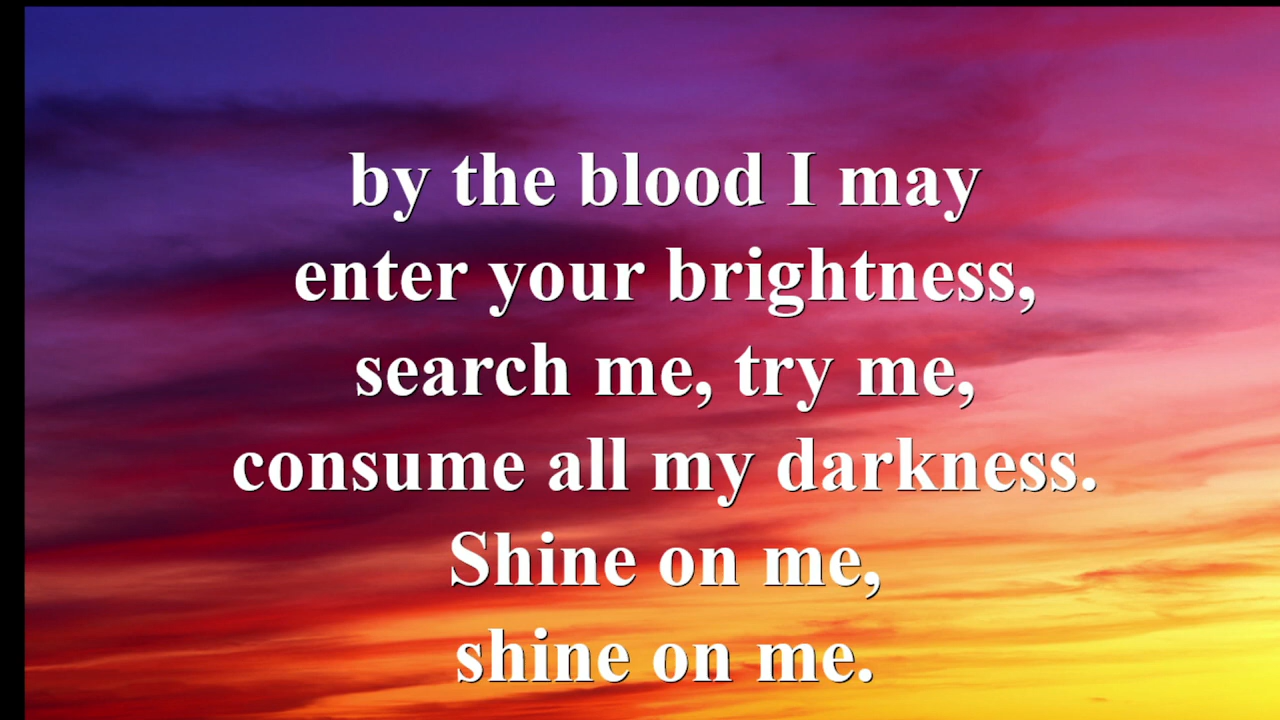 by the blood I may
enter your brightness,
search me, try me,
consume all my darkness.
Shine on me,
shine on me.